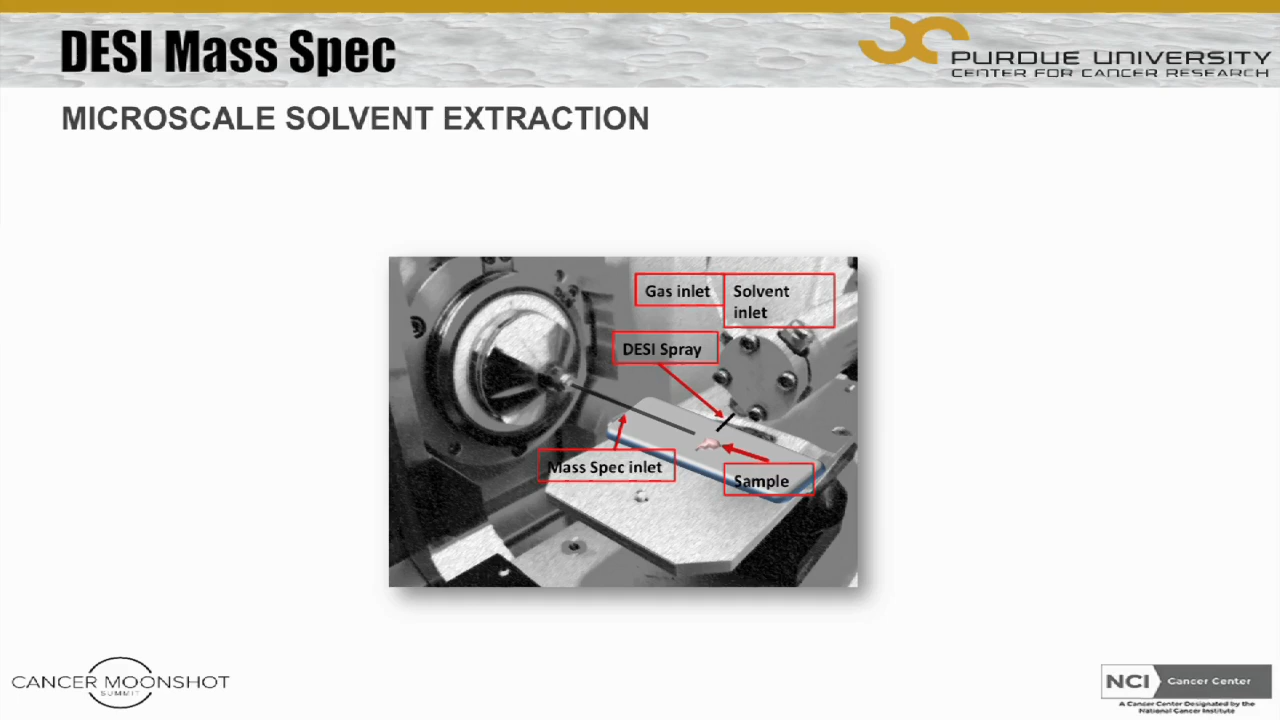 DESI Mass Spec
PURDUE UNIVERSITY
CENTER FOR CANCER RESEARCH
MICROSCALE SOLVENT EXTRACTION
Gas inlet
Solvent
inlet
DESI Spray
Mass Spec inlet
Sample
CANCER MOONSHOT
SUMMIT
NCI
Cancer Center
A Cancer Center Designated by the
National Cancer Institute